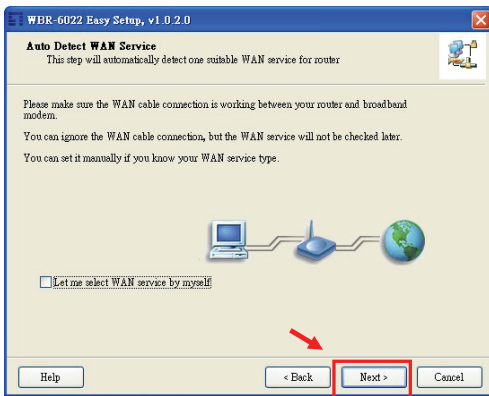 WBR-6022 Easy Setup, v1.0.2.0
Auto Detect WAN Service
This step will automatically detect one suitable WAN service for router
Please make sure the WAN cable connection is working between your router and broadband
modem.
You can ignore the WAN cable connection, but the WAN service will not be checked later.
You can set it manually if you know your WAN service type.
Let me select WAN service by myself
Help
< Back
Next >
Cancel